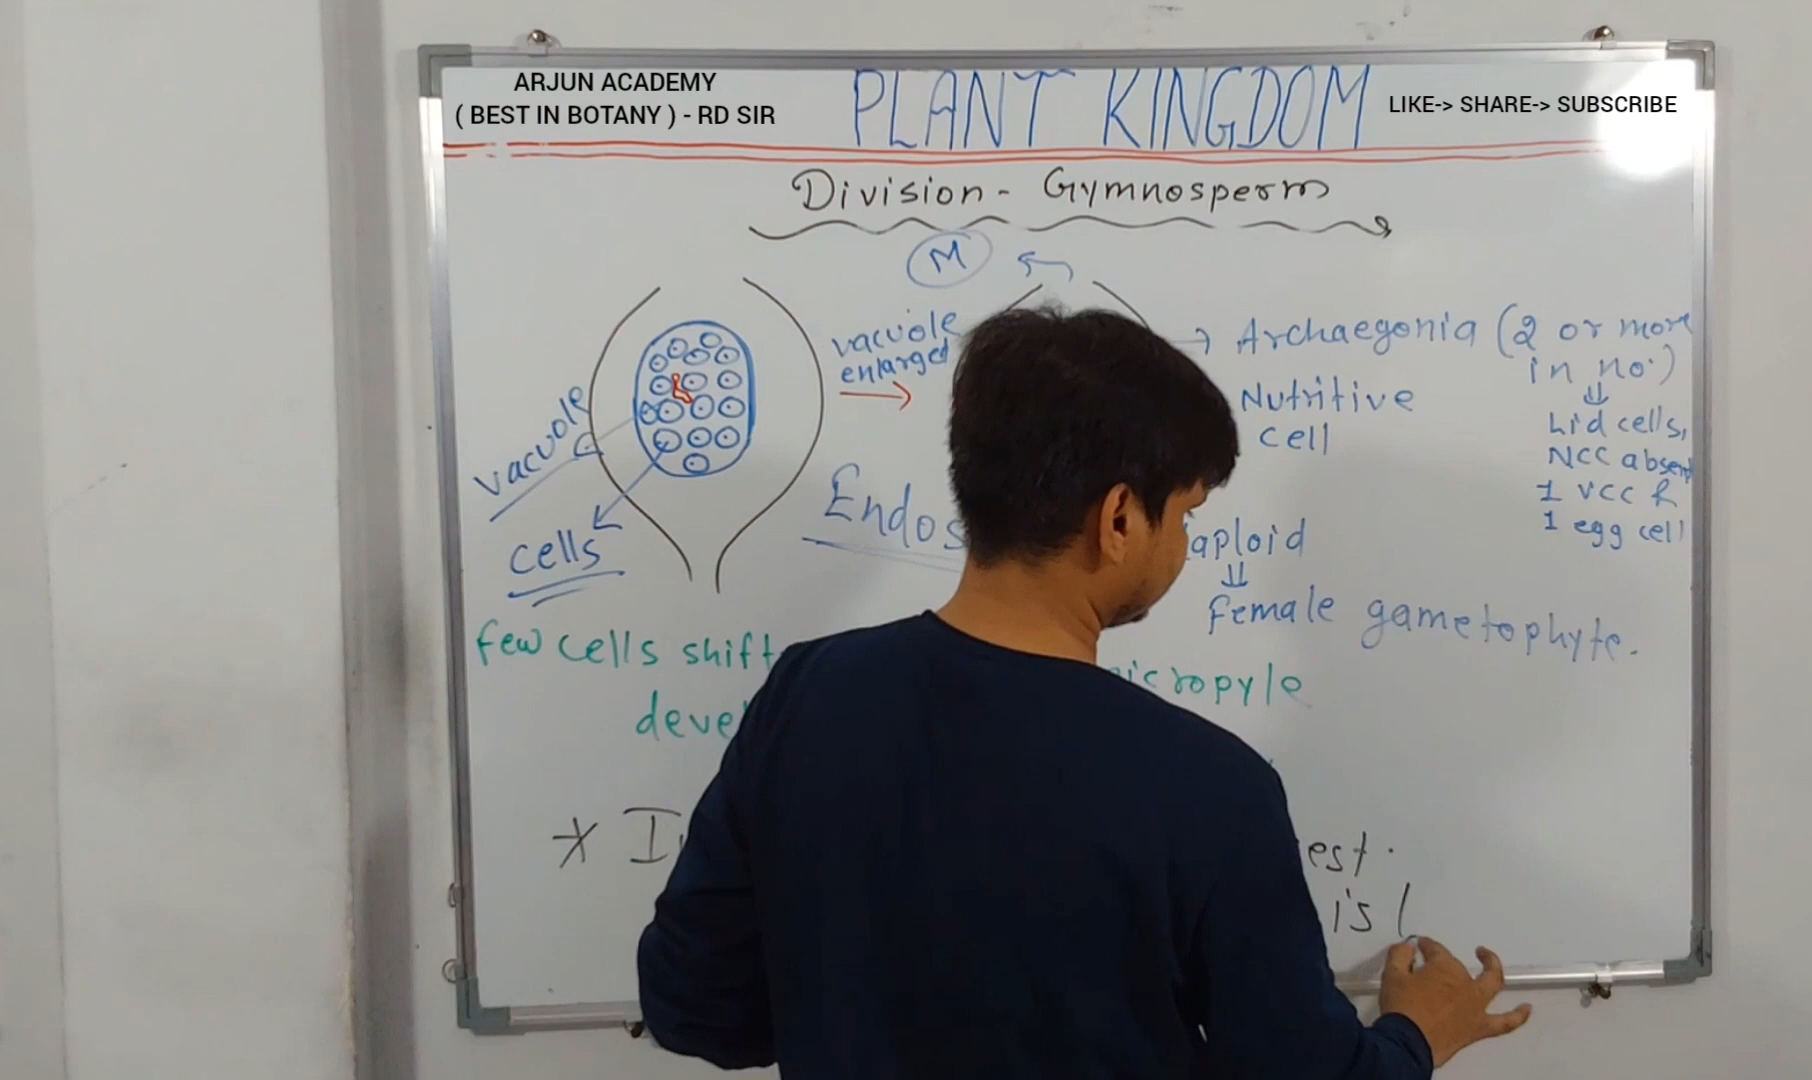 ARJUN ACADEMY
( BEST IN BOTANY ) - RD SIR
PLANT KINGDOM
LIKE-> SHARE-> SUBSCRIBE
Division - Gymnosperm
M
vacuole
enlarged
→ Archaegonia (2 or more
in no.)
Nutritive
cell
Lid cells,
NCC absent
1 VCC &
1 egg cell
vacuole
cells
Endos
aploid
female gametophyte.
few cells shift
icropyle
deve
* I
est.
is (